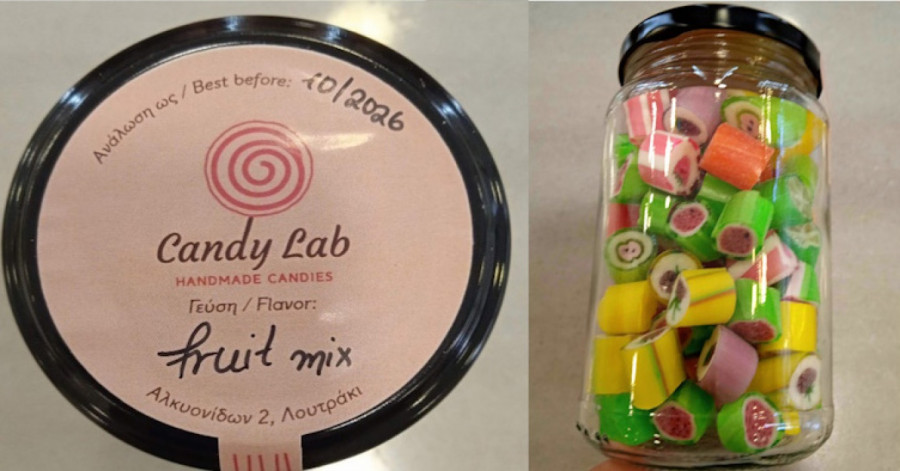 Ανάλωση ως / Best before: 10/2026
Candy Lab
HANDMADE CANDIES
Γεύση / Flavor:
fruit mix
Αλκυονίδων 2, Λουτράκι